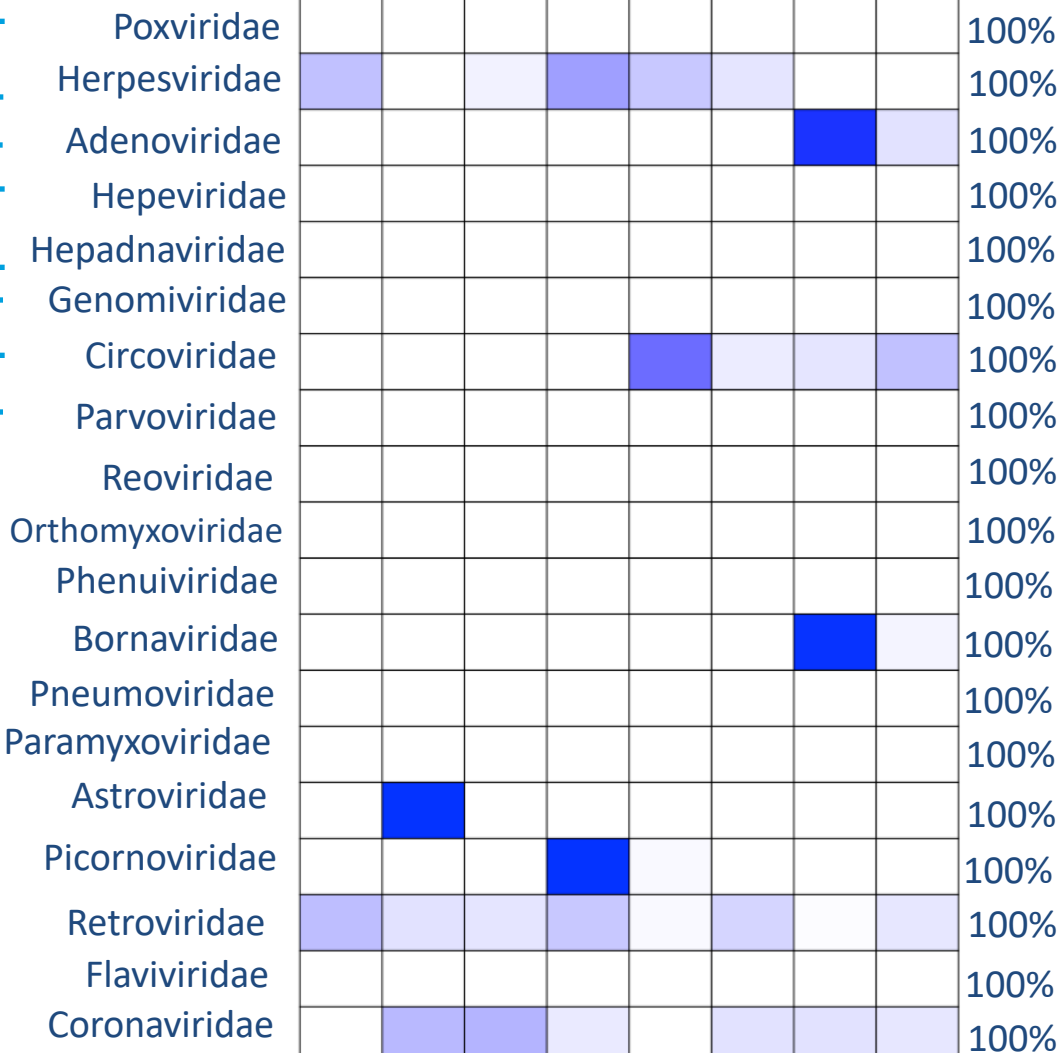 Poxviridae 100%
Herpesviridae 100%
Adenoviridae 100%
Hepeviridae 100%
Hepadnaviridae 100%
Genomiviridae 100%
Circoviridae 100%
Parvoviridae 100%
Reoviridae 100%
Orthomyxoviridae 100%
Phenuiviridae 100%
Bornaviridae 100%
Pneumoviridae 100%
Paramyxoviridae 100%
Astroviridae 100%
Picornoviridae 100%
Retroviridae 100%
Flaviviridae 100%
Coronaviridae 100%